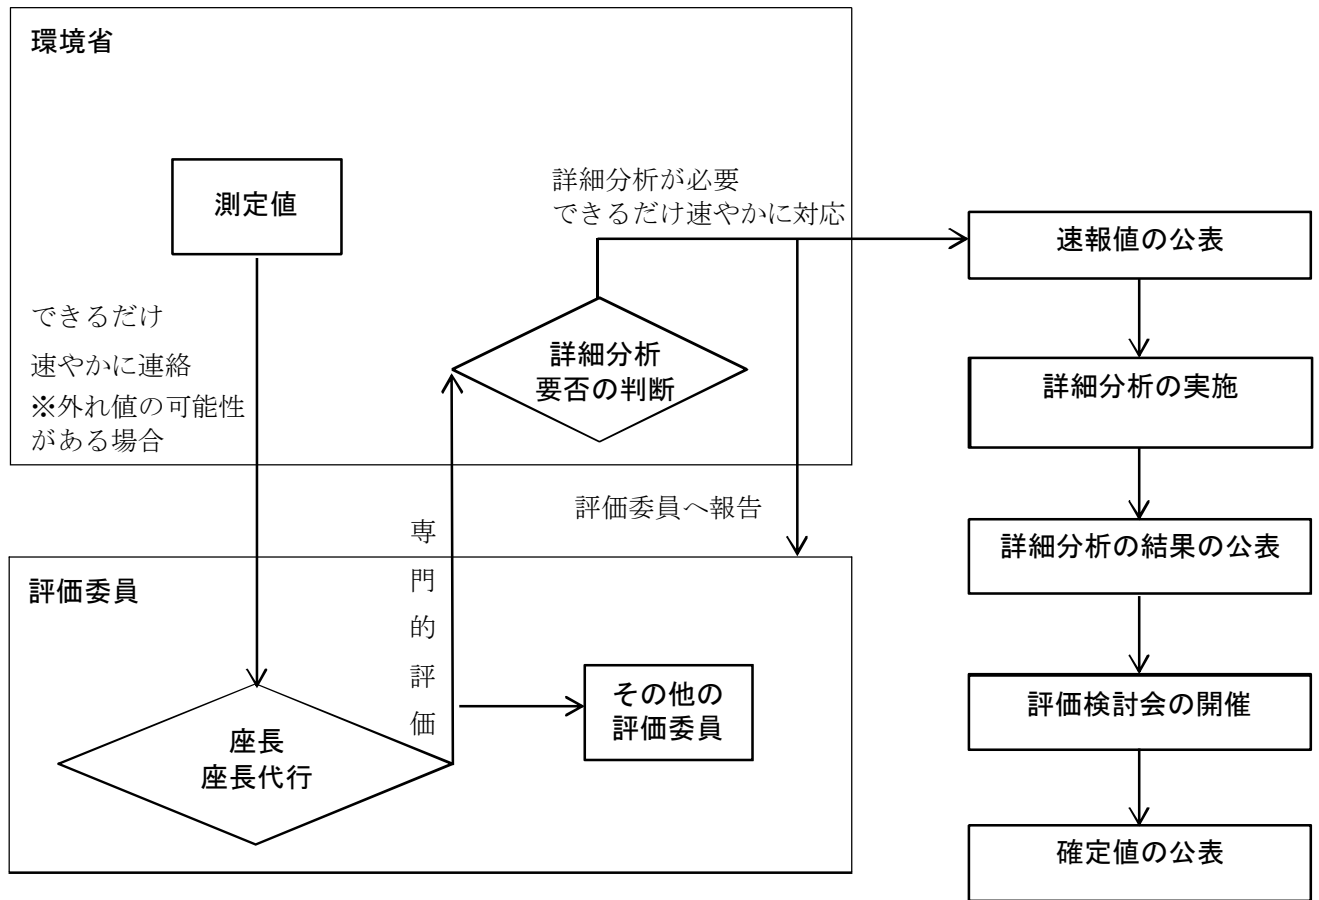 環境省
測定値
できるだけ
速やかに連絡
※外れ値の可能性
がある場合
詳細分析が必要
できるだけ速やかに対応
詳細分析
要否の判断
評価委員へ報告
専門的評価
評価委員
座長
座長代行
その他の
評価委員
速報値の公表
詳細分析の実施
詳細分析の結果の公表
評価検討会の開催
確定値の公表